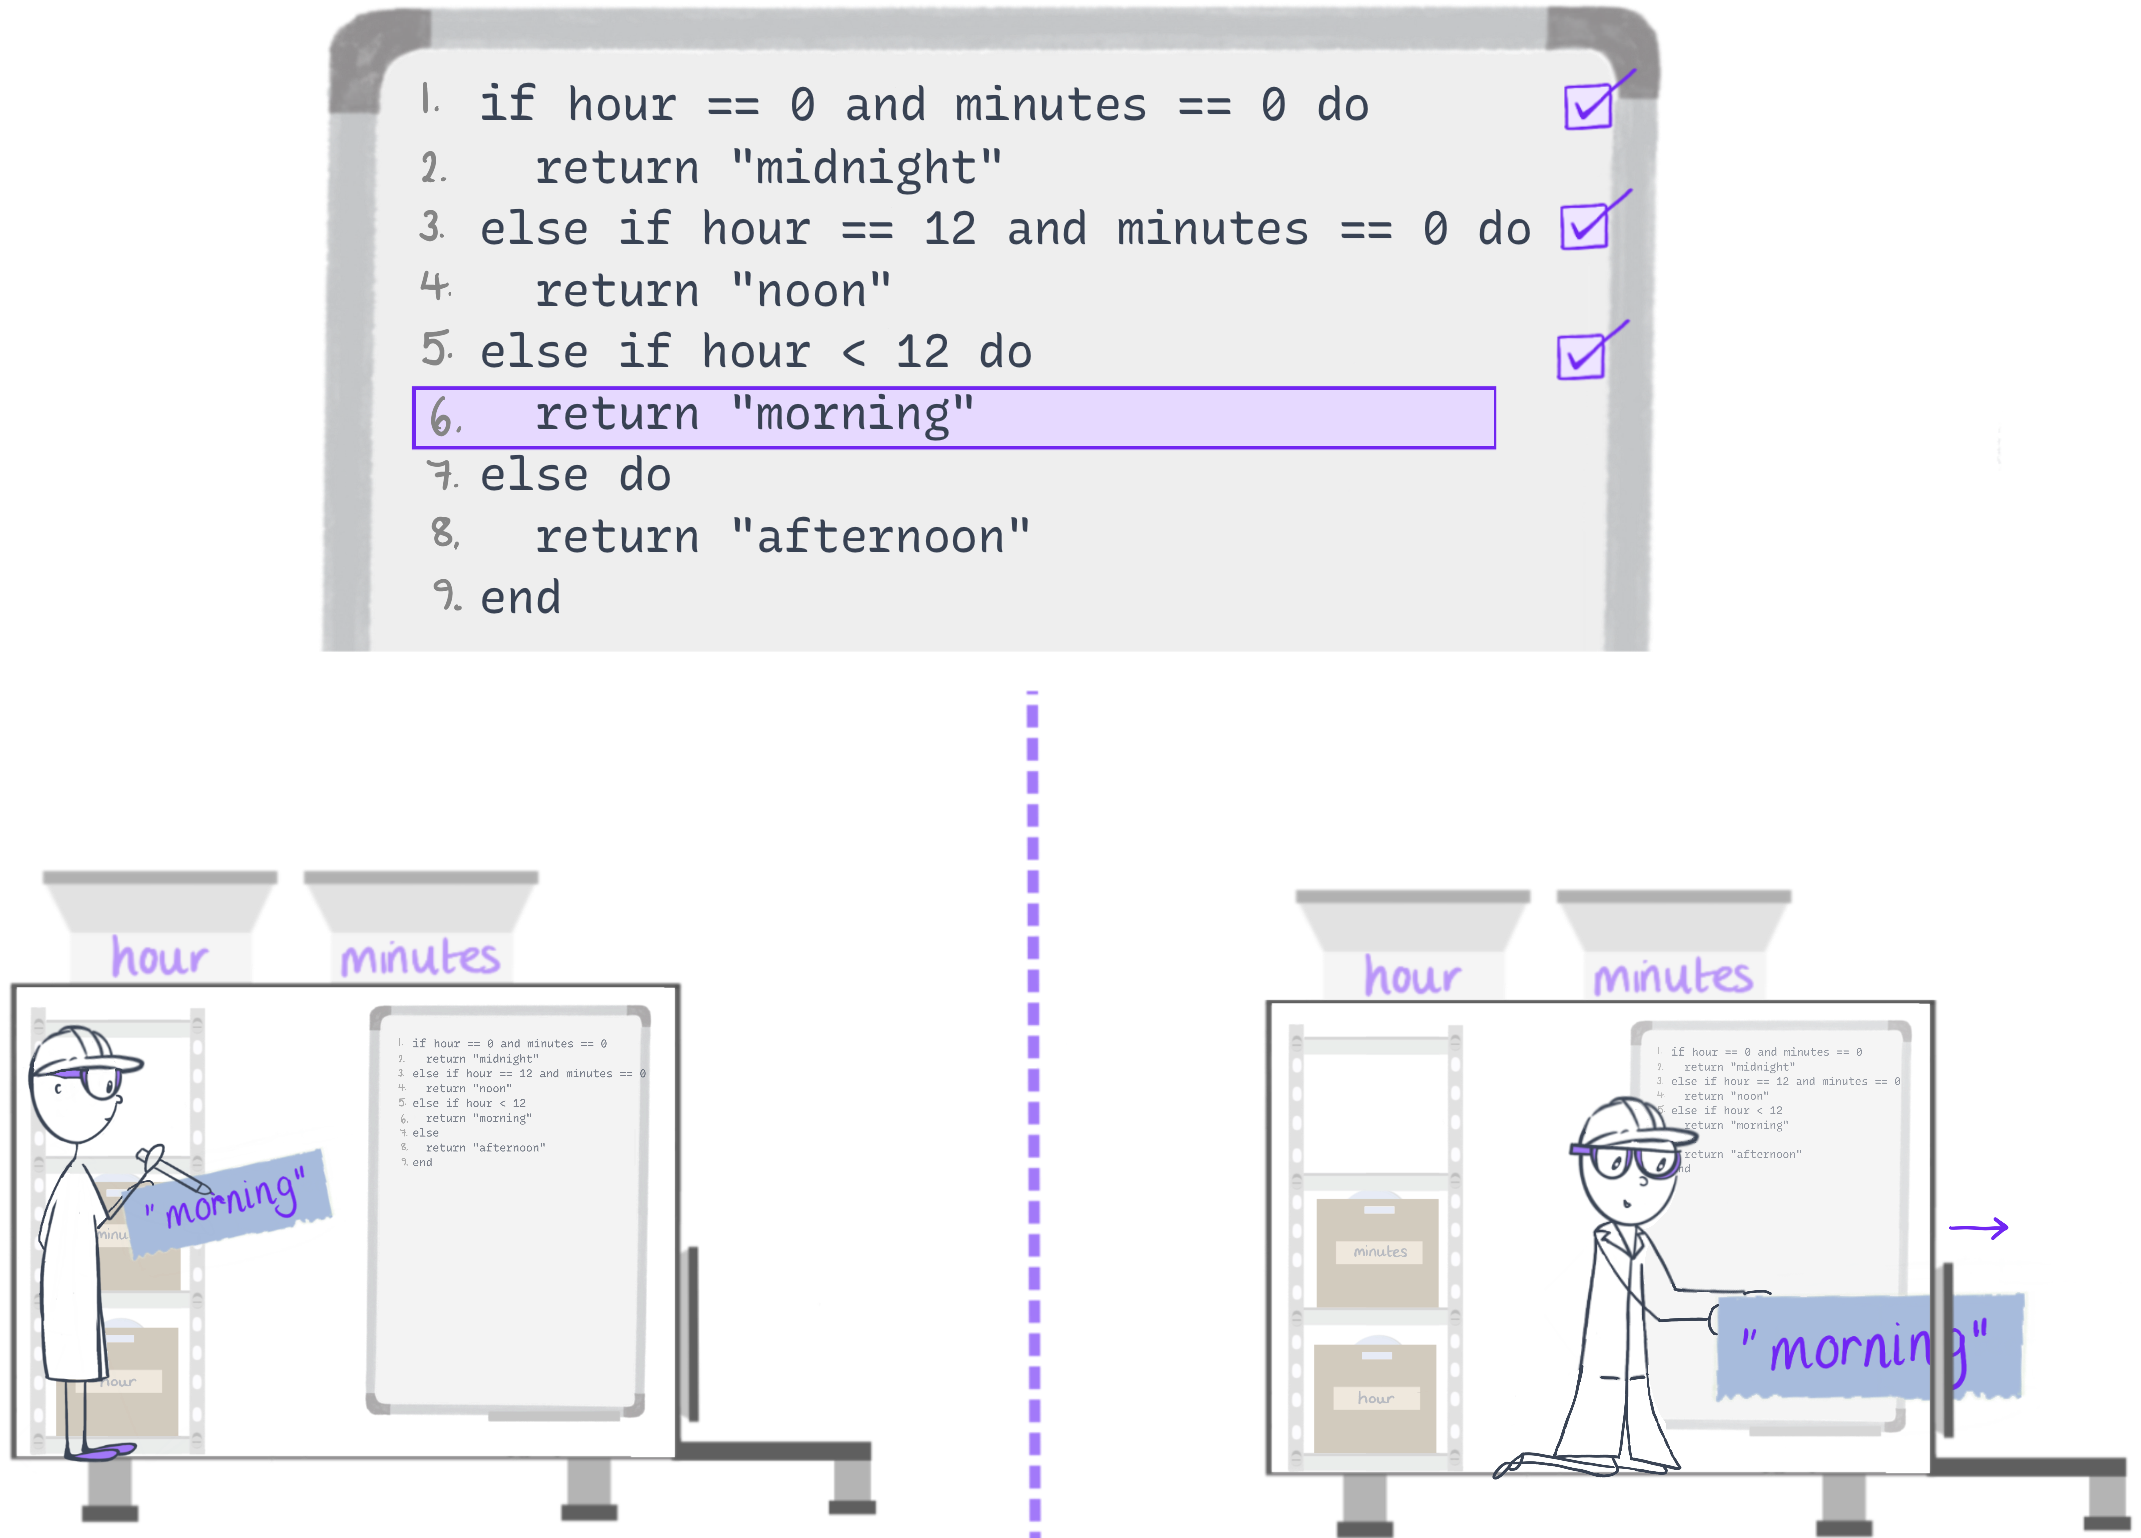 1. if hour == 0 and minutes == 0 do
2. return "midnight"
3. else if hour == 12 and minutes == 0 do
4. return "noon"
5. else if hour < 12 do
6. return "morning"
7. else do
8. return "afternoon"
9. end
hour
minutes
1. if hour == 0 and minutes == 0
2. return "midnight"
3. else if hour == 12 and minutes == 0
4. return "noon"
5. else if hour < 12
6. return "morning"
7. else
8. return "afternoon"
9. end
"morning"
minu
hour
hour
minutes
1. if hour == 0 and minutes == 0
2. return "midnight"
3. else if hour == 12 and minutes == 0
4. return "noon"
5. else if hour < 12
return "morning"
return "afternoon"
nd
minutes
hour
"morning"